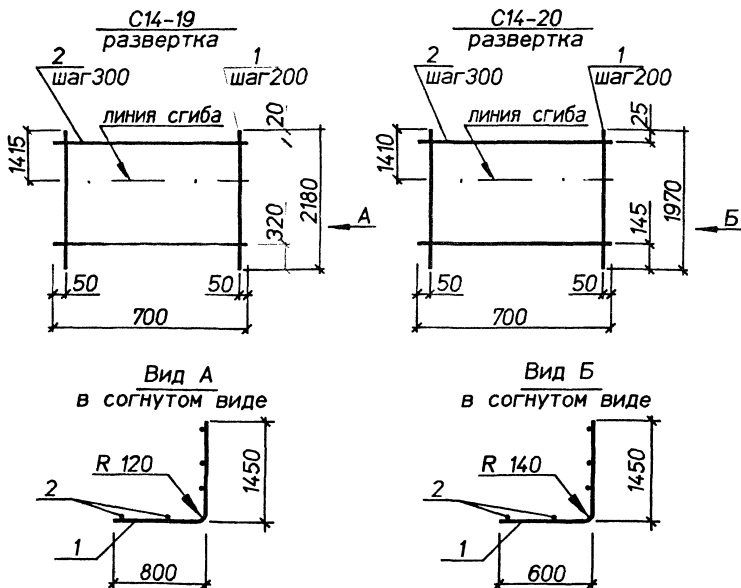 С14-19
развертка
2
шаг300
1
шаг200
линия сгиба
1415
20
2180
320
А
50
50
700
С14-20
развертка
2
шаг300
1
шаг200
линия сгиба
1410
25
1970
145
Б
50
50
700
Вид А
в согнутом виде
R 120
1450
2
1
800
Вид Б
в согнутом виде
R 140
1450
2
1
600